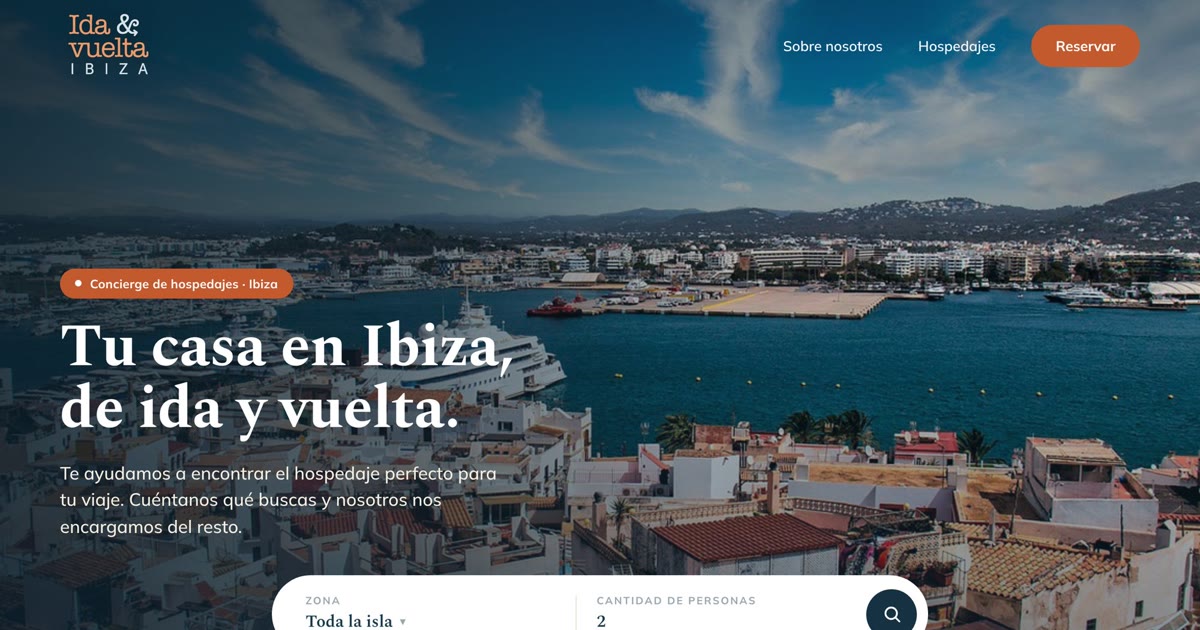 Ida &
vuelta
IBIZA
Sobre nosotros
Hospedajes
Reservar
Concierge de hospedajes · Ibiza
Tu casa en Ibiza,
de ida y vuelta.
Te ayudamos a encontrar el hospedaje perfecto para
tu viaje. Cuéntanos qué buscas y nosotros nos
encargamos del resto.
ZONA
Toda la isla
CANTIDAD DE PERSONAS
2